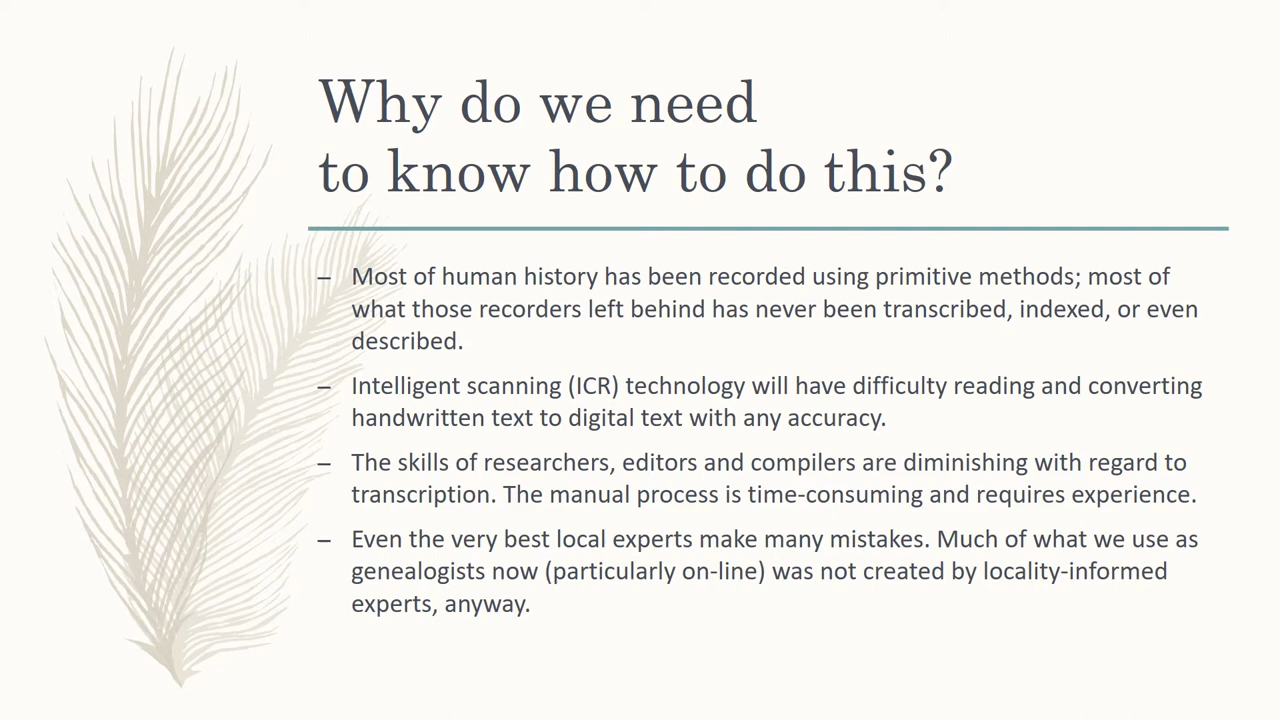 Why do we need
to know how to do this?
– Most of human history has been recorded using primitive methods; most of
what those recorders left behind has never been transcribed, indexed, or even
described.
– Intelligent scanning (ICR) technology will have difficulty reading and converting
handwritten text to digital text with any accuracy.
– The skills of researchers, editors and compilers are diminishing with regard to
transcription. The manual process is time-consuming and requires experience.
– Even the very best local experts make many mistakes. Much of what we use as
genealogists now (particularly on-line) was not created by locality-informed
experts, anyway.